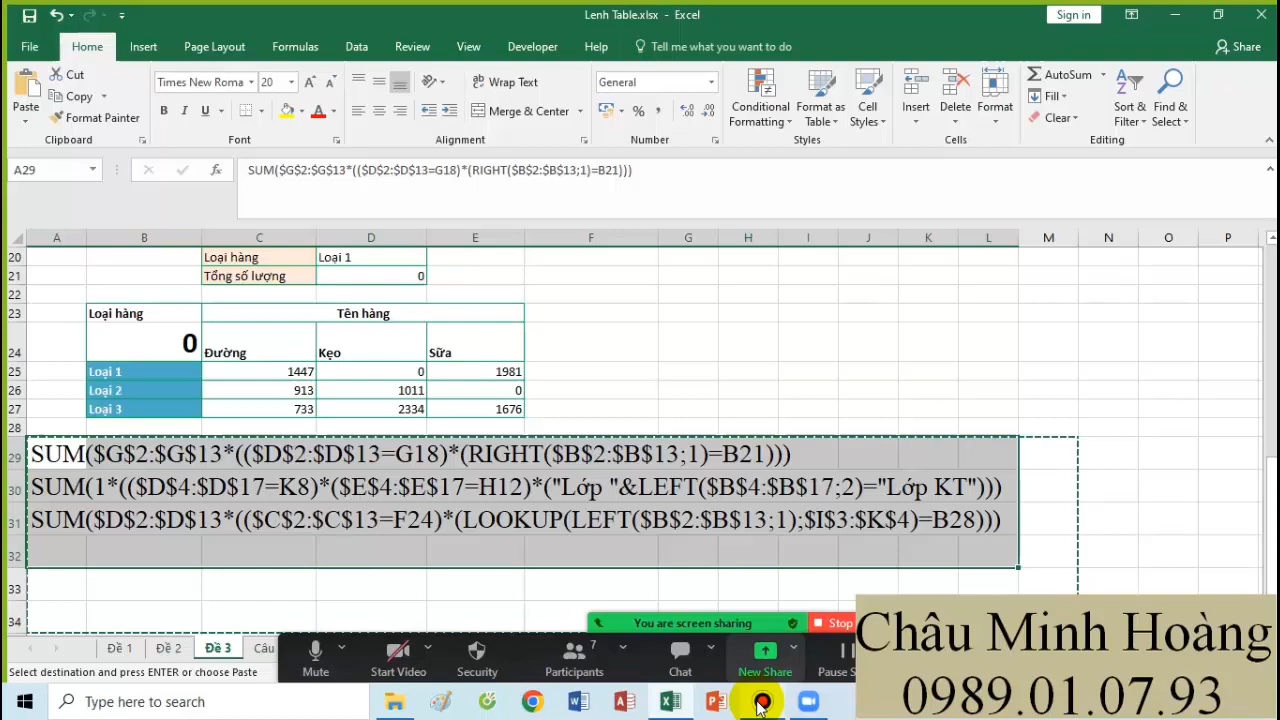 Lenh Table.xlsx - Excel
Sign in
File Home Insert Page Layout Formulas Data Review View Developer Help Tell me what you want to do Share
Paste Cut Copy Format Painter
Times New Roma 20
B I U A
Wrap Text
Merge & Center
General
% ,
Conditional Formatting
Format as Table
Cell Styles
Insert Delete Format
AutoSum
Fill
Clear
Sort & Filter
Find & Select
Clipboard Font Alignment Number Styles Cells Editing
A29 fx SUM($G$2:$G$13*(($D$2:$D$13=G18)*(RIGHT($B$2:$B$13;1)=B21)))
A B C D E F G H I J K L M N O P
20 Loại hàng Loại 1
21 Tổng số lượng 0
22
23 Loại hàng Tên hàng
24 0 Đường Kẹo Sữa
25 Loại 1 1447 0 1981
26 Loại 2 913 1011 0
27 Loại 3 733 2334 1676
28
29 SUM($G$2:$G$13*(($D$2:$D$13=G18)*(RIGHT($B$2:$B$13;1)=B21)))
30 SUM(1*(($D$4:$D$17=K8)*($E$4:$E$17=H12)*("Lớp "&LEFT($B$4:$B$17;2)="Lớp KT")))
31 SUM($D$2:$D$13*(($C$2:$C$13=F24)*(LOOKUP(LEFT($B$2:$B$13;1);$I$3:$K$4)=B28)))
32
33
34
You are screen sharing Stop
Đề 1 Đề 2 Đề 3 Câu
Select destination and press ENTER or choose Paste
Mute Start Video Security Participants 7 Chat New Share Pause S
Type here to search
Châu Minh Hoàng
0989.01.07.93